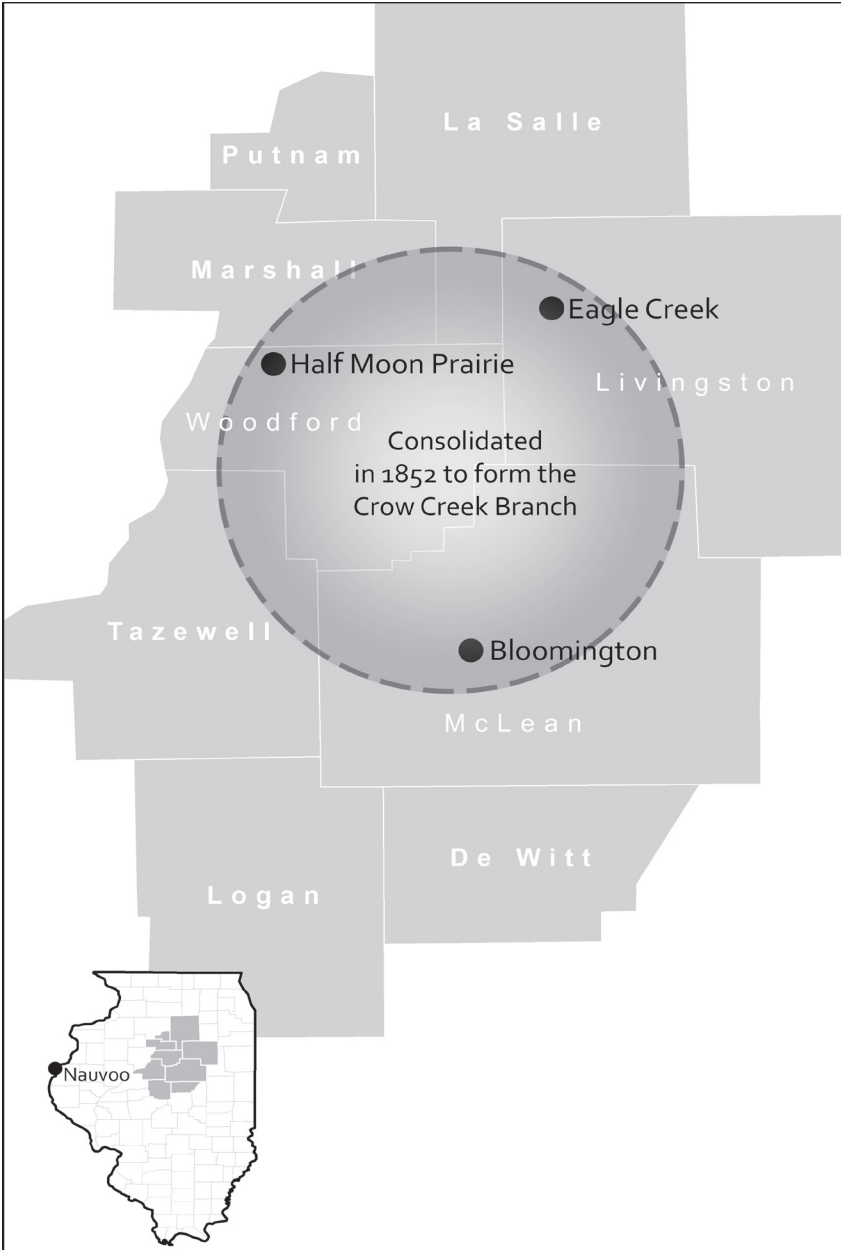 La Salle
Putnam
Marshall
Eagle Creek
Half Moon Prairie
Livingston
Woodford
Consolidated
in 1852 to form the
Crow Creek Branch
Tazewell
Bloomington
McLean
De Witt
Logan
Nauvoo